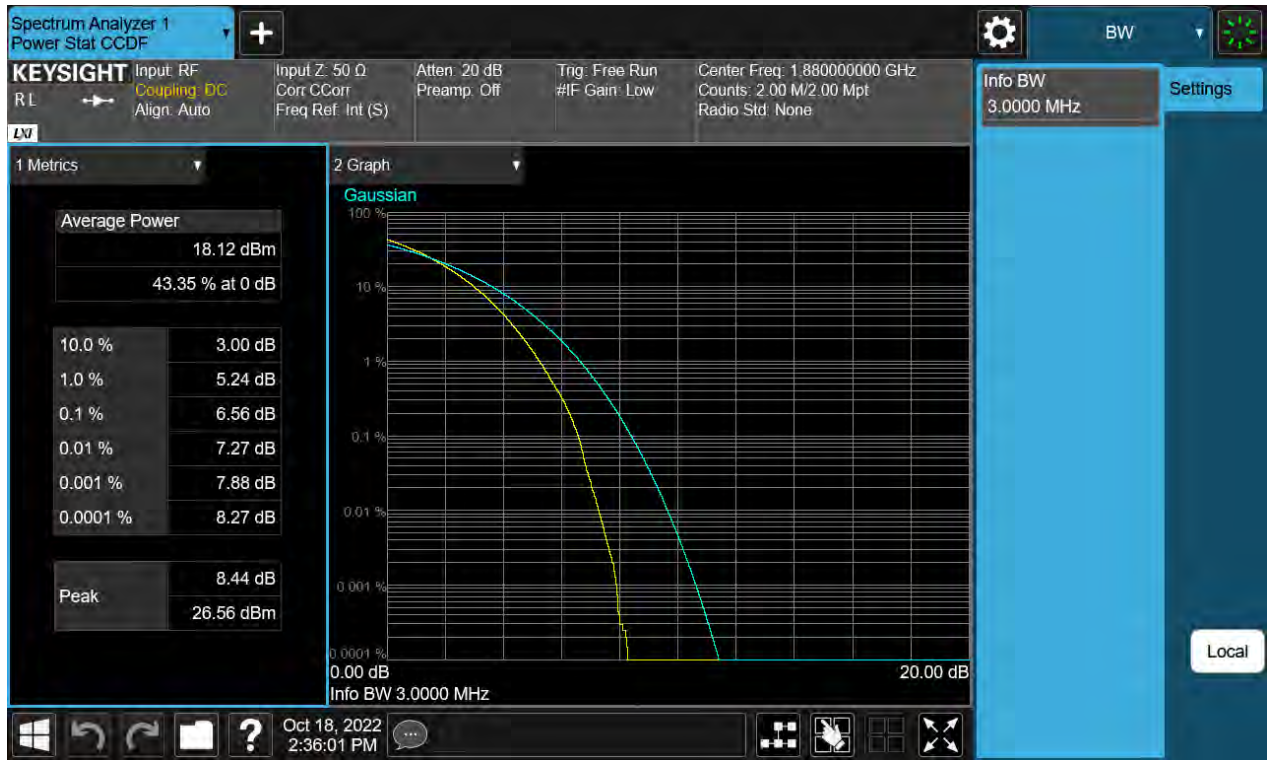 Spectrum Analyzer 1
Power Stat CCDF
+
BW
KEYSIGHT
RL
LXI
Input: RF
Coupling: DC
Align: Auto
Input Z: 50 Ω
Corr CCorr
Freq Ref: Int (S)
Atten: 20 dB
Preamp: Off
Trig: Free Run
#IF Gain: Low
Center Freq: 1.880000000 GHz
Counts: 2.00 M/2.00 Mpt
Radio Std: None
Info BW
3.0000 MHz
Settings
1 Metrics
Average Power
18.12 dBm
43.35 % at 0 dB
10.0 % 3.00 dB
1.0 % 5.24 dB
0.1 % 6.56 dB
0.01 % 7.27 dB
0.001 % 7.88 dB
0.0001 % 8.27 dB
Peak
8.44 dB
26.56 dBm
2 Graph
Gaussian
100 %
10 %
1 %
0.1 %
0.01 %
0.001 %
0.0001 %
0.00 dB 20.00 dB
Info BW 3.0000 MHz
Local
?
Oct 18, 2022
2:36:01 PM